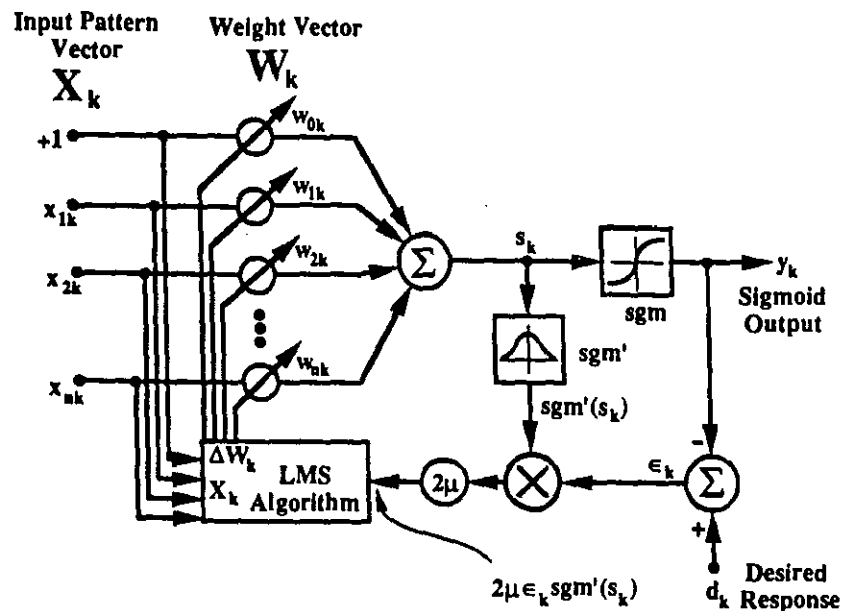 Input Pattern
Vector
X_k
Weight Vector
W_k
+1
w_0k
x_1k
w_1k
x_2k
w_2k
x_nk
w_nk
Σ
s_k
sgm
y_k
Sigmoid
Output
sgm'
sgm'(s_k)
ΔW_k
X_k
LMS
Algorithm
2μ
ϵ_k
-
Σ
+
2μϵ_k sgm'(s_k)
d_k
Desired
Response